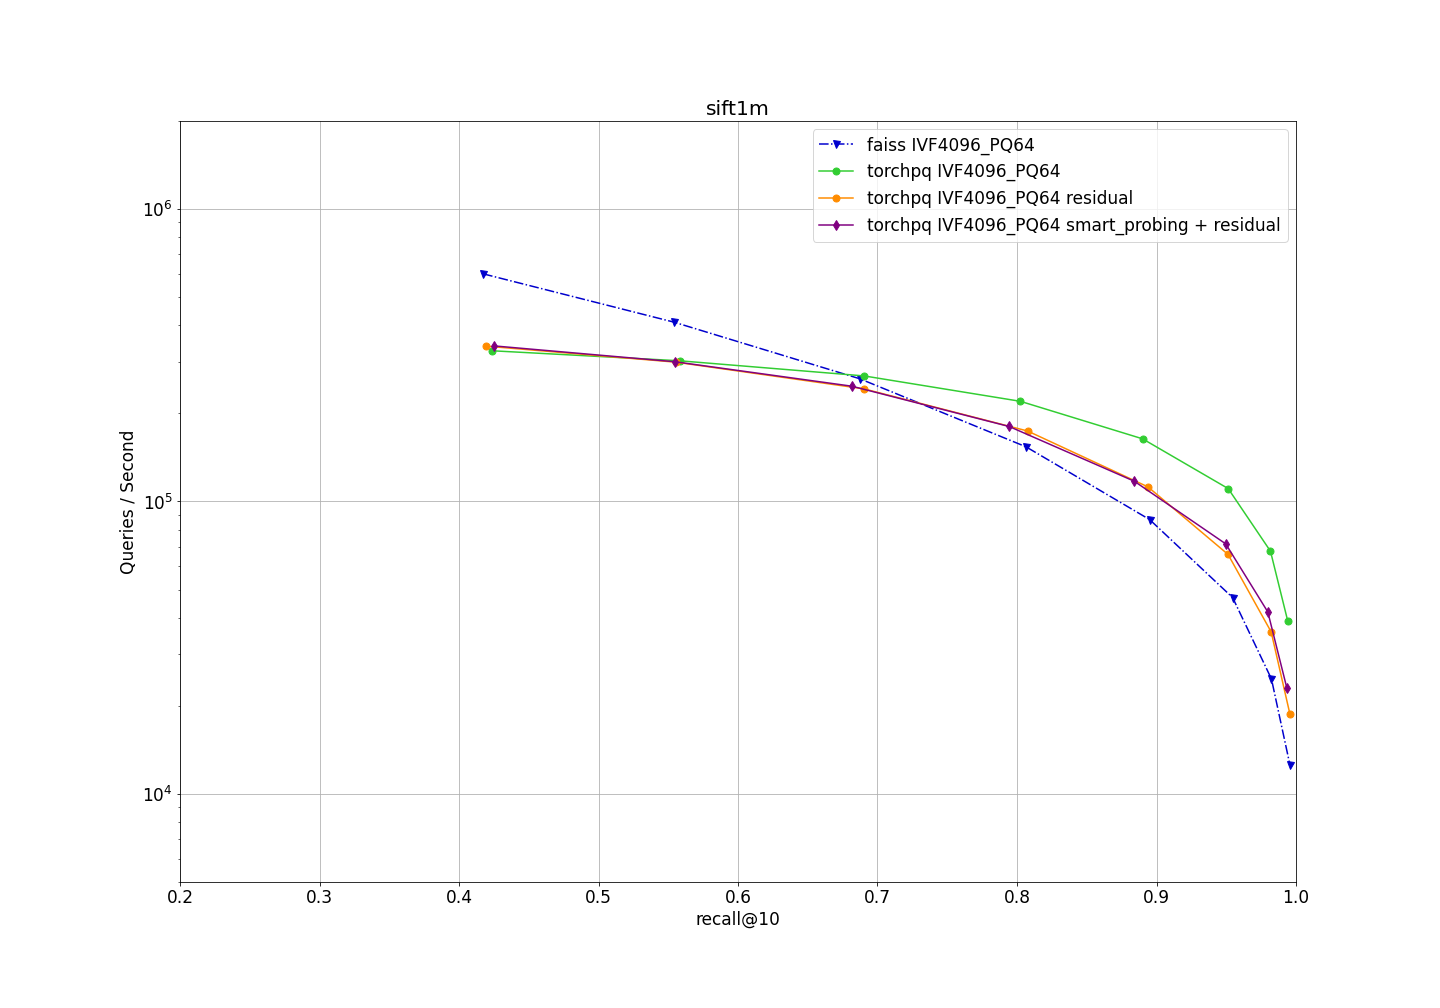 sift1m
faiss IVF4096_PQ64
torchpq IVF4096_PQ64
torchpq IVF4096_PQ64 residual
torchpq IVF4096_PQ64 smart_probing + residual
Queries / Second
10⁶
10⁵
10⁴
0.2 0.3 0.4 0.5 0.6 0.7 0.8 0.9 1.0
recall@10